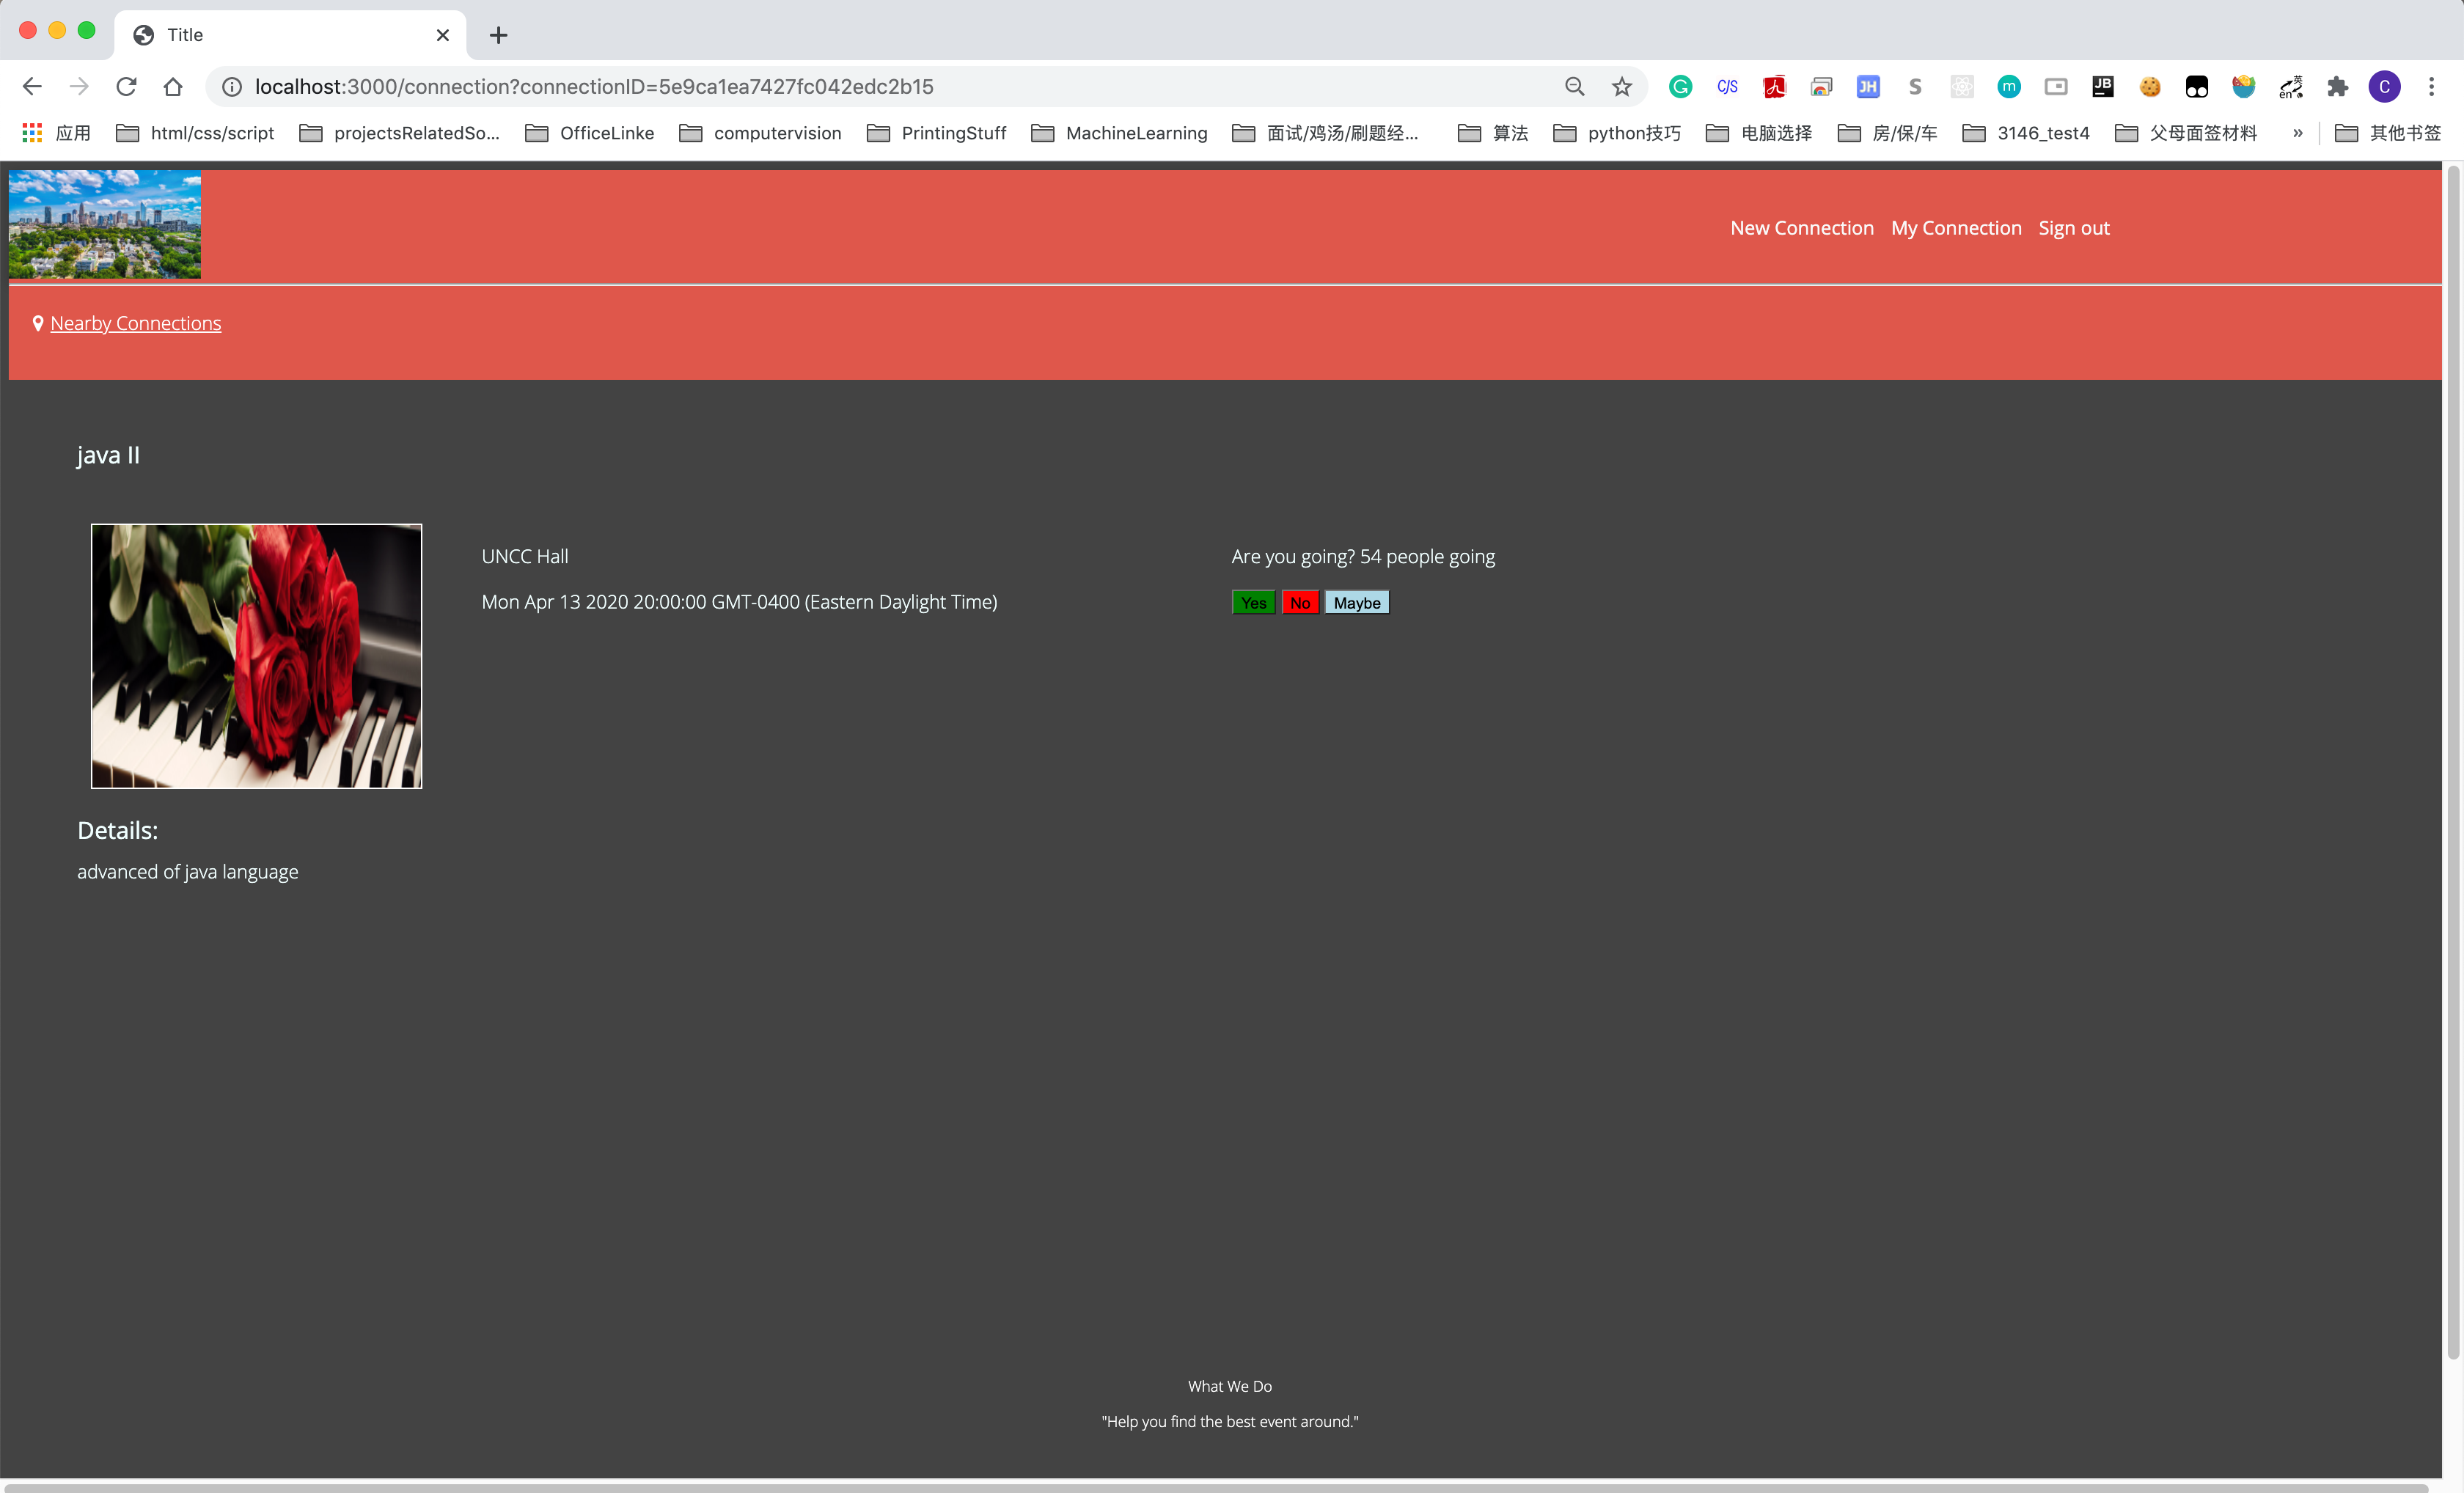 Title
localhost:3000/connection?connectionID=5e9ca1ea7427fc042edc2b15
G C/S JH S m JB 英 en C
应用 html/css/script projectsRelatedSo... OfficeLinke computervision PrintingStuff MachineLearning 面试/鸡汤/刷题经... 算法 python技巧 电脑选择 房/保/车 3146_test4 父母面签材料 » 其他书签
New Connection My Connection Sign out
Nearby Connections
java II
UNCC Hall
Are you going? 54 people going
Mon Apr 13 2020 20:00:00 GMT-0400 (Eastern Daylight Time)
Yes No Maybe
Details:
advanced of java language
What We Do
"Help you find the best event around."